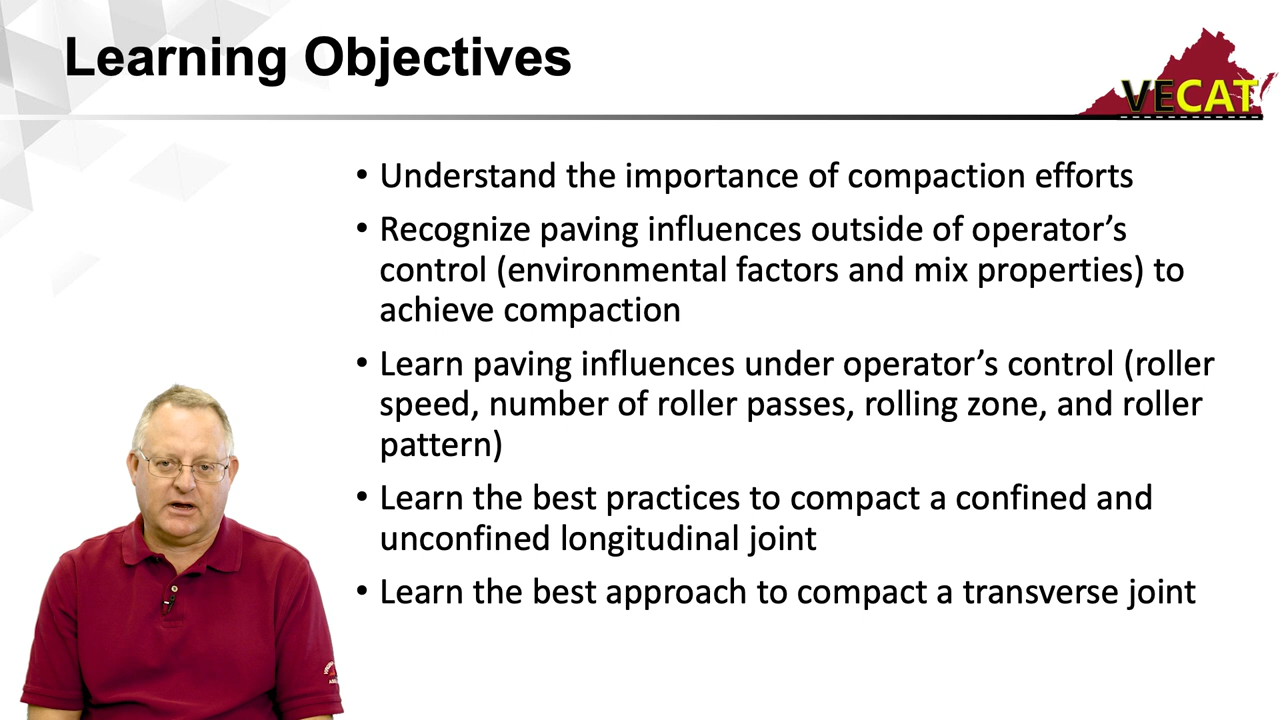 Learning Objectives
VECAT
• Understand the importance of compaction efforts
• Recognize paving influences outside of operator’s
control (environmental factors and mix properties) to
achieve compaction
• Learn paving influences under operator’s control (roller
speed, number of roller passes, rolling zone, and roller
pattern)
• Learn the best practices to compact a confined and
unconfined longitudinal joint
• Learn the best approach to compact a transverse joint